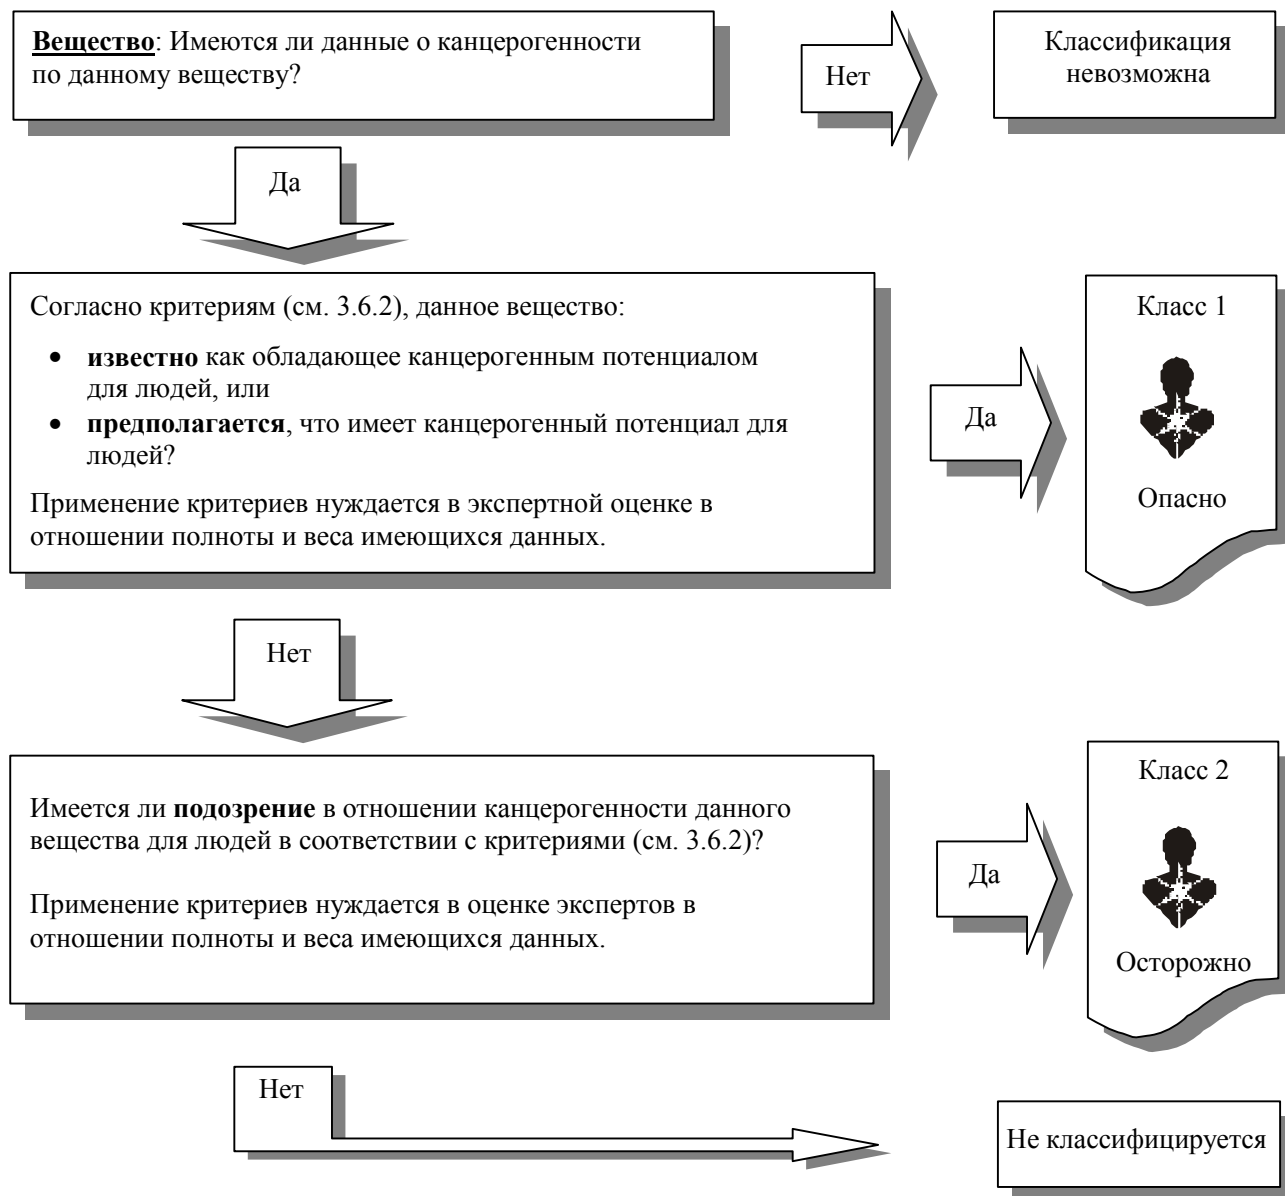 Вещество: Имеются ли данные о канцерогенности
по данному веществу?
Нет
Классификация
невозможна
Да
Согласно критериям (см. 3.6.2), данное вещество:
• известно как обладающее канцерогенным потенциалом
для людей, или
• предполагается, что имеет канцерогенный потенциал для
людей?
Применение критериев нуждается в экспертной оценке в
отношении полноты и веса имеющихся данных.
Да
Класс 1
Опасно
Нет
Имеется ли подозрение в отношении канцерогенности данного
вещества для людей в соответствии с критериями (см. 3.6.2)?
Применение критериев нуждается в оценке экспертов в
отношении полноты и веса имеющихся данных.
Да
Класс 2
Осторожно
Нет
Не классифицируется